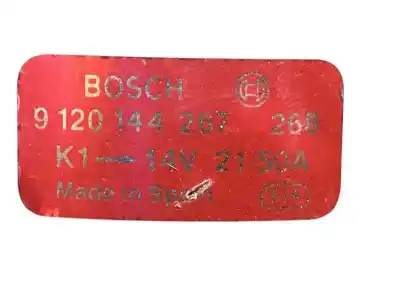 BOSCH
9 120 144 267 268
K1— 14V 21/50A
Made in Spain